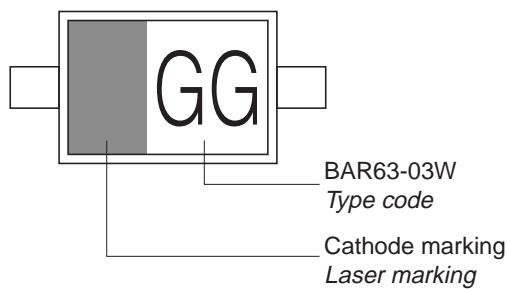 GG
BAR63-03W
Type code
Cathode marking
Laser marking